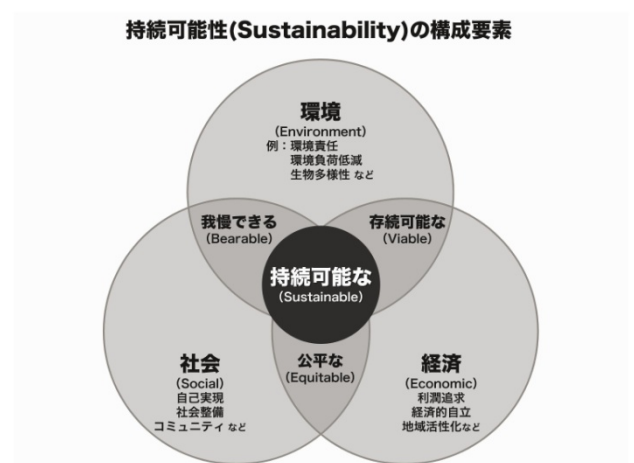 持続可能性(Sustainability)の構成要素
環境
(Environment)
例：環境責任
環境負荷低減
生物多様性 など
我慢できる
(Bearable)
存続可能な
(Viable)
持続可能な
(Sustainable)
社会
(Social)
自己実現
社会整備
コミュニティ など
公平な
(Equitable)
経済
(Economic)
利潤追求
経済的自立
地域活性化など